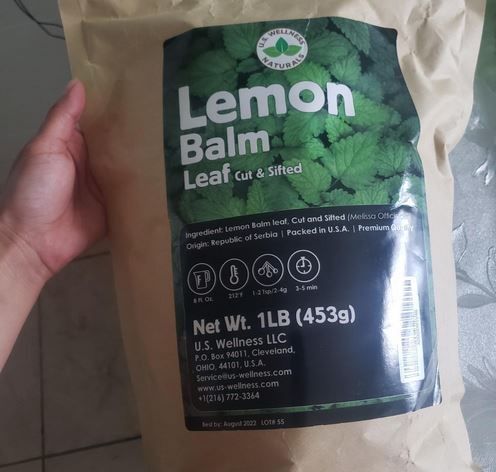 U.S. WELLNESS
NATURALS
Lemon
Balm
Leaf Cut & Sifted
Ingredient: Lemon Balm leaf, Cut and Sifted (Melissa
Origin: Republic of Serbia | Packed in U.S.A. | Premium Quality
8 Fl. Oz. 212°F 1-2 Tsp/2-4g 3-5 min
Net Wt. 1LB (453g)
U.S. Wellness LLC
P.O. Box 94011, Cleveland,
OHIO, 44101, U.S.A.
Service@us-wellness.com
www.us-wellness.com
+1(216) 772-3364
Best by: August 2022 LOT# 55